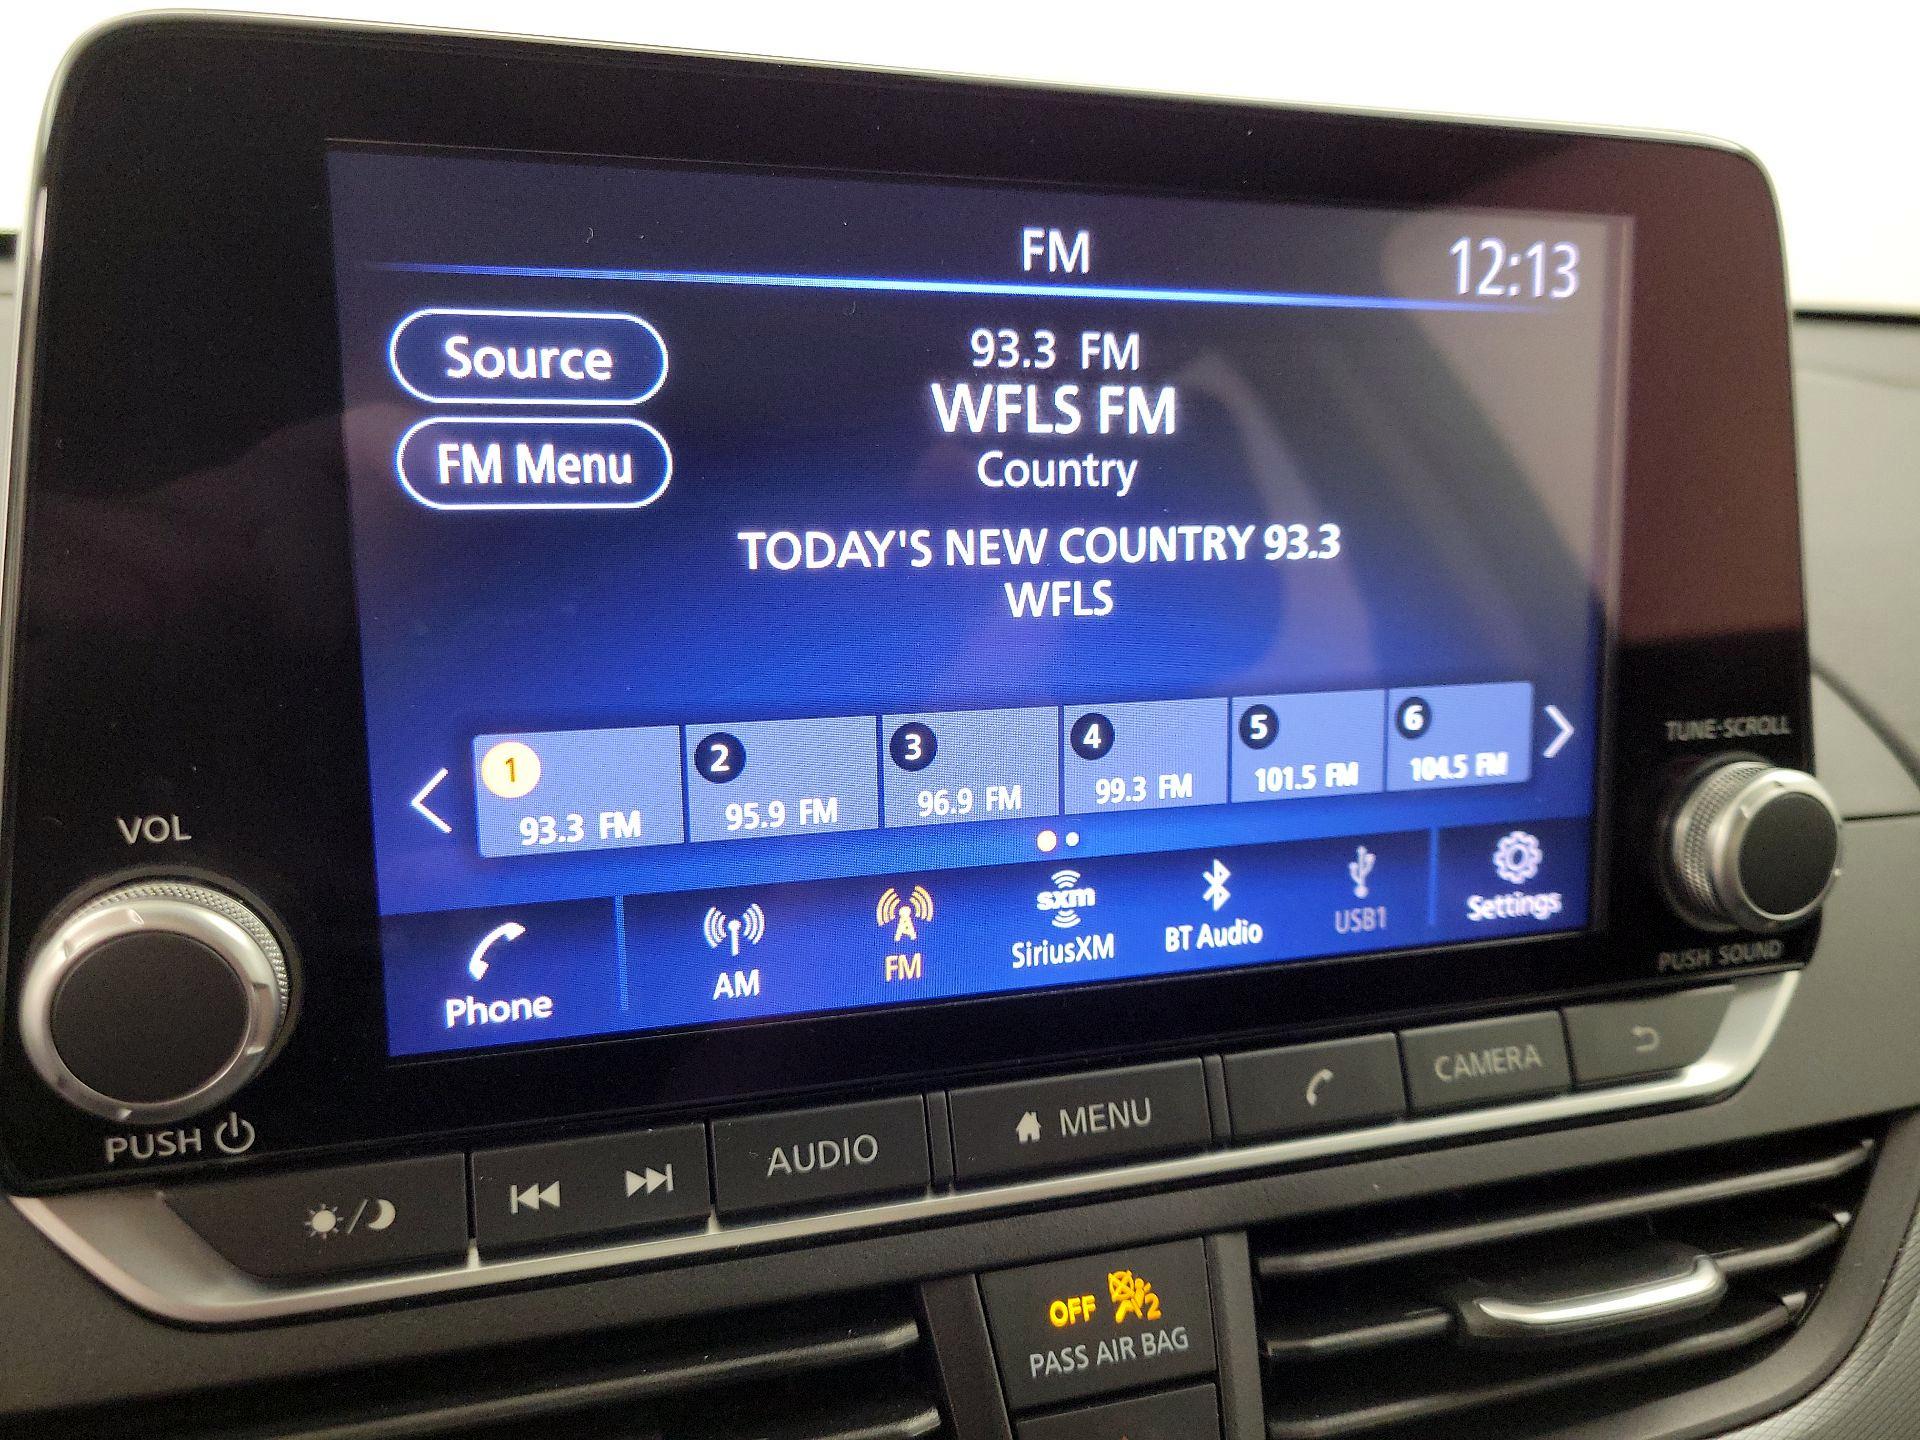 FM
12:13
Source
93.3 FM
WFLS FM
FM Menu
Country
TODAY'S NEW COUNTRY 93.3
WFLS
1 2 3 4 5 6
93.3 FM 95.9 FM 96.9 FM 99.3 FM 101.5 FM 104.5 FM
TUNE·SCROLL
VOL
Phone
AM
FM
sxm
SiriusXM
BT Audio
USB1
Settings
PUSH SOUND
PUSH
AUDIO
MENU
CAMERA
OFF 2
PASS AIR BAG